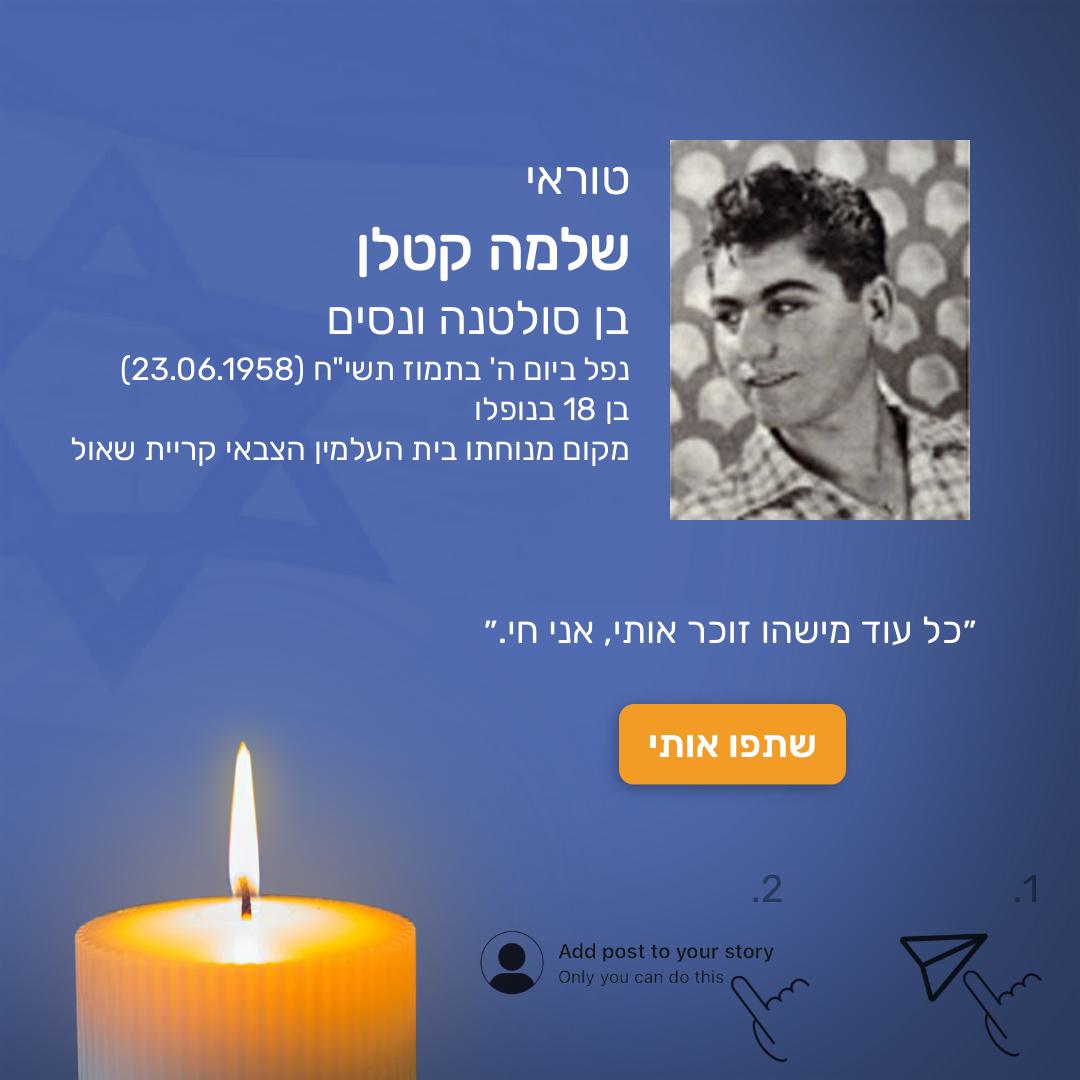 טוראי
שלמה קטלן
בן סולטנה ונסים
נפל ביום ה' בתמוז תשי"ח (23.06.1958)
בן 18 בנופלו
מקום מנוחתו בית העלמין הצבאי קריית שאול
״כל עוד מישהו זוכר אותי, אני חי.״
שתפו אותי
.1
.2
Add post to your story
Only you can do this